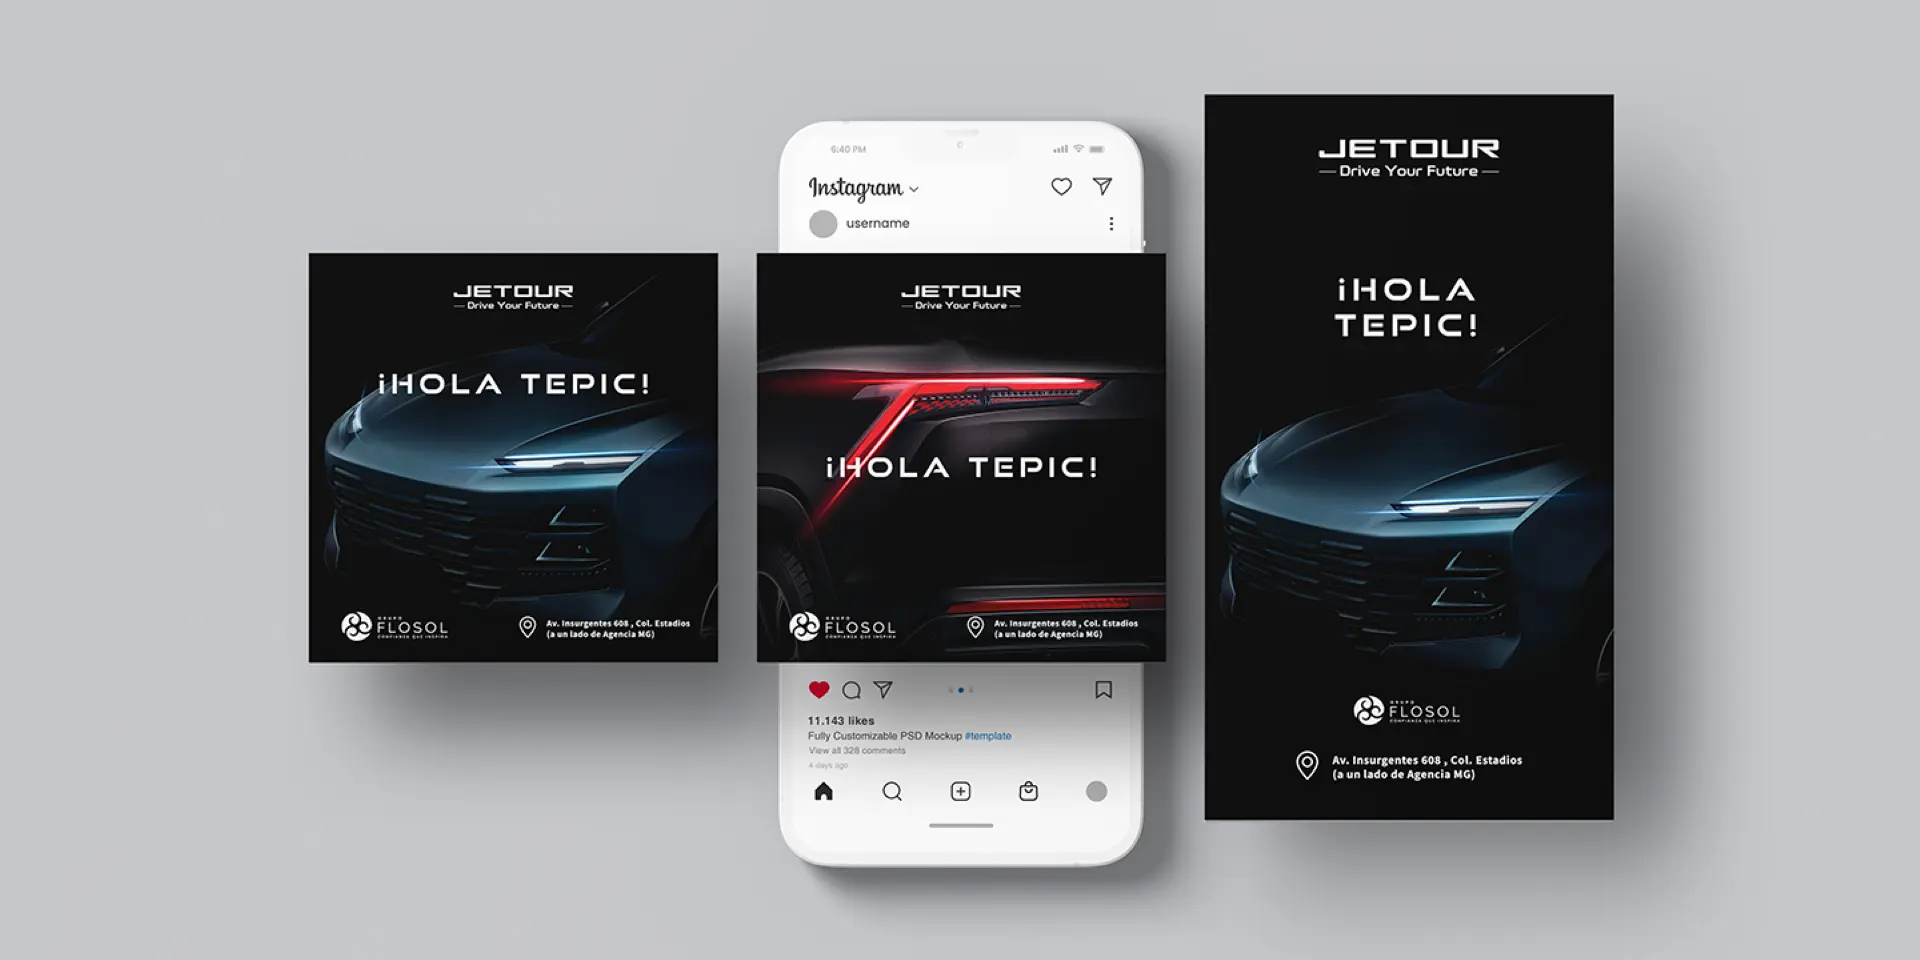 JETOUR
Drive Your Future
¡HOLA TEPIC!
GRUPO
FLOSOL
CONFIANZA QUE INSPIRA
Av. Insurgentes 608 , Col. Estadios
(a un lado de Agencia MG)
6:40 PM
Instagram
username
JETOUR
Drive Your Future
¡HOLA TEPIC!
GRUPO
FLOSOL
CONFIANZA QUE INSPIRA
Av. Insurgentes 608 , Col. Estadios
(a un lado de Agencia MG)
11.143 likes
Fully Customizable PSD Mockup #template
View all 328 comments
4 days ago
JETOUR
Drive Your Future
¡HOLA
TEPIC!
GRUPO
FLOSOL
CONFIANZA QUE INSPIRA
Av. Insurgentes 608 , Col. Estadios
(a un lado de Agencia MG)